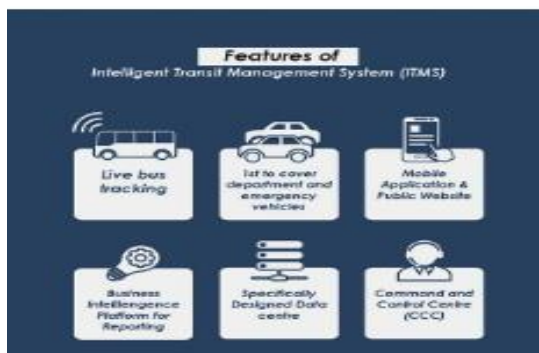 Features of
Intelligent Transit Management System (ITMS)
Live bus
tracking
1st to cover
department and
emergency
vehicles
Mobile
Application &
Public Website
Business
Intellengence
Platform for
Reporting
Specifically
Designed Data
centre
Command and
Control Centre
(CCC)